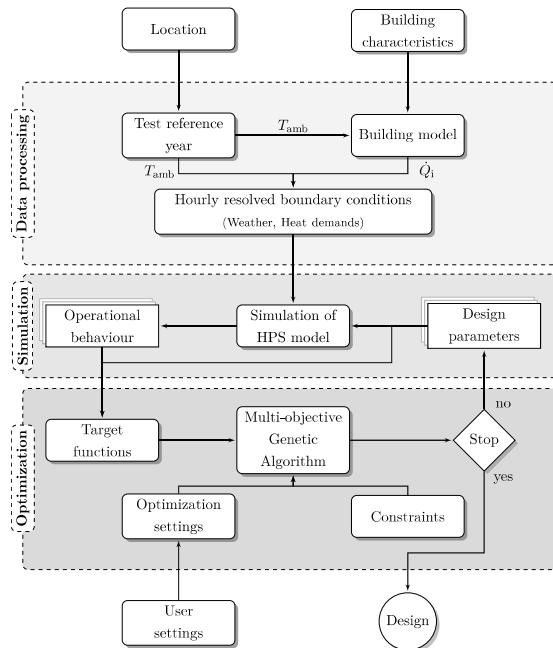 Location
Building
characteristics
Data processing
Test reference
year
T_amb
Building model
T_amb
Q̇_i
Hourly resolved boundary conditions
(Weather, Heat demands)
Simulation
Operational
behaviour
Simulation of
HPS model
Design
parameters
Optimization
no
Target
functions
Multi-objective
Genetic
Algorithm
Stop
yes
Optimization
settings
Constraints
User
settings
Design